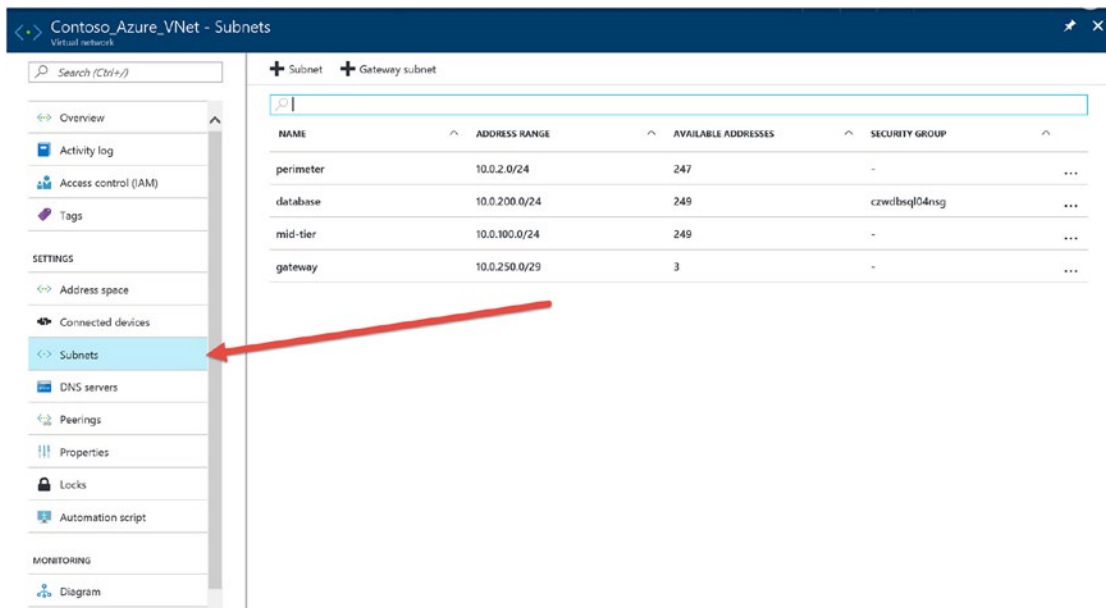 Contoso_Azure_VNet - Subnets
Virtual network
Search (Ctrl+/)
Overview
Activity log
Access control (IAM)
Tags
SETTINGS
Address space
Connected devices
Subnets
DNS servers
Peerings
Properties
Locks
Automation script
MONITORING
Diagram
Subnet Gateway subnet
NAME ADDRESS RANGE AVAILABLE ADDRESSES SECURITY GROUP
perimeter 10.0.2.0/24 247 - ...
database 10.0.200.0/24 249 czwdbsql04nsg ...
mid-tier 10.0.100.0/24 249 - ...
gateway 10.0.250.0/29 3 - ...